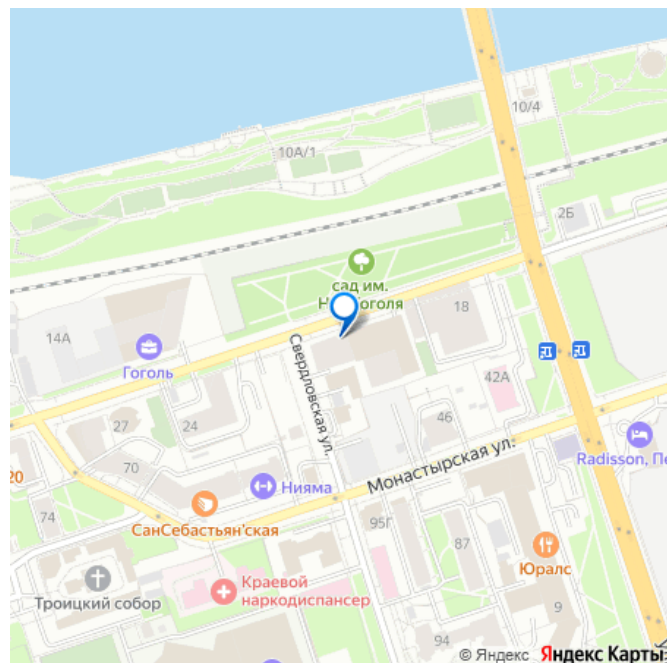 10/4
10А/1
2Б
сад им.
Н. Гоголя
18
14А
Гоголь
Свердловская ул.
42А
27
24
46
Монастырская ул.
Radisson, Пе
70
20
Нияма
74
СанСебастьян'ская
95Г
87
Юралс
Краевой
наркодиспансер
Троицкий собор
9
94
© Яндекс Яндекс Карты